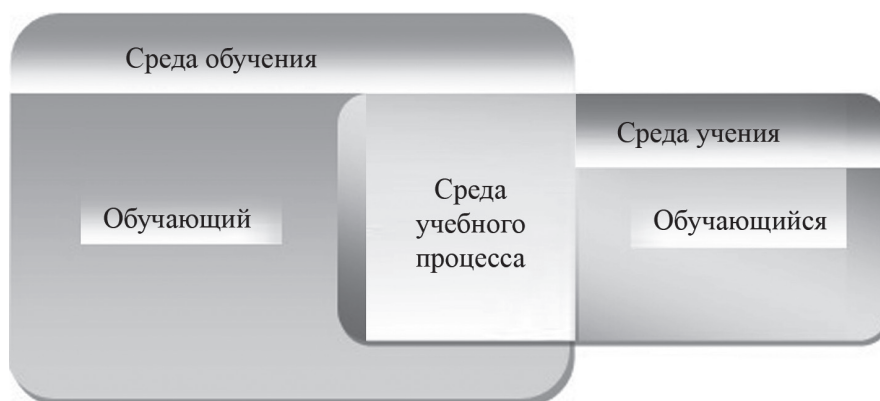 Среда обучения
Среда учения
Обучающий
Среда
учебного
процесса
Обучающийся